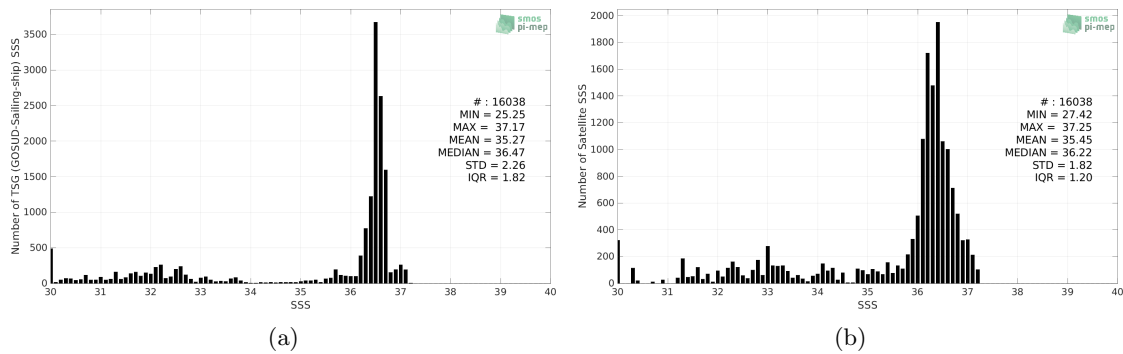 smos
pi-mep
3500
3000
2500
2000
1500
1000
500
0
Number of TSG (GOSUD-Sailing-ship) SSS
# : 16038
MIN = 25.25
MAX = 37.17
MEAN = 35.27
MEDIAN = 36.47
STD = 2.26
IQR = 1.82
30 31 32 33 34 35 36 37 38 39 40
SSS
(a)
smos
pi-mep
2000
1800
1600
1400
1200
1000
800
600
400
200
0
Number of Satellite SSS
# : 16038
MIN = 27.42
MAX = 37.25
MEAN = 35.45
MEDIAN = 36.22
STD = 1.82
IQR = 1.20
30 31 32 33 34 35 36 37 38 39 40
SSS
(b)